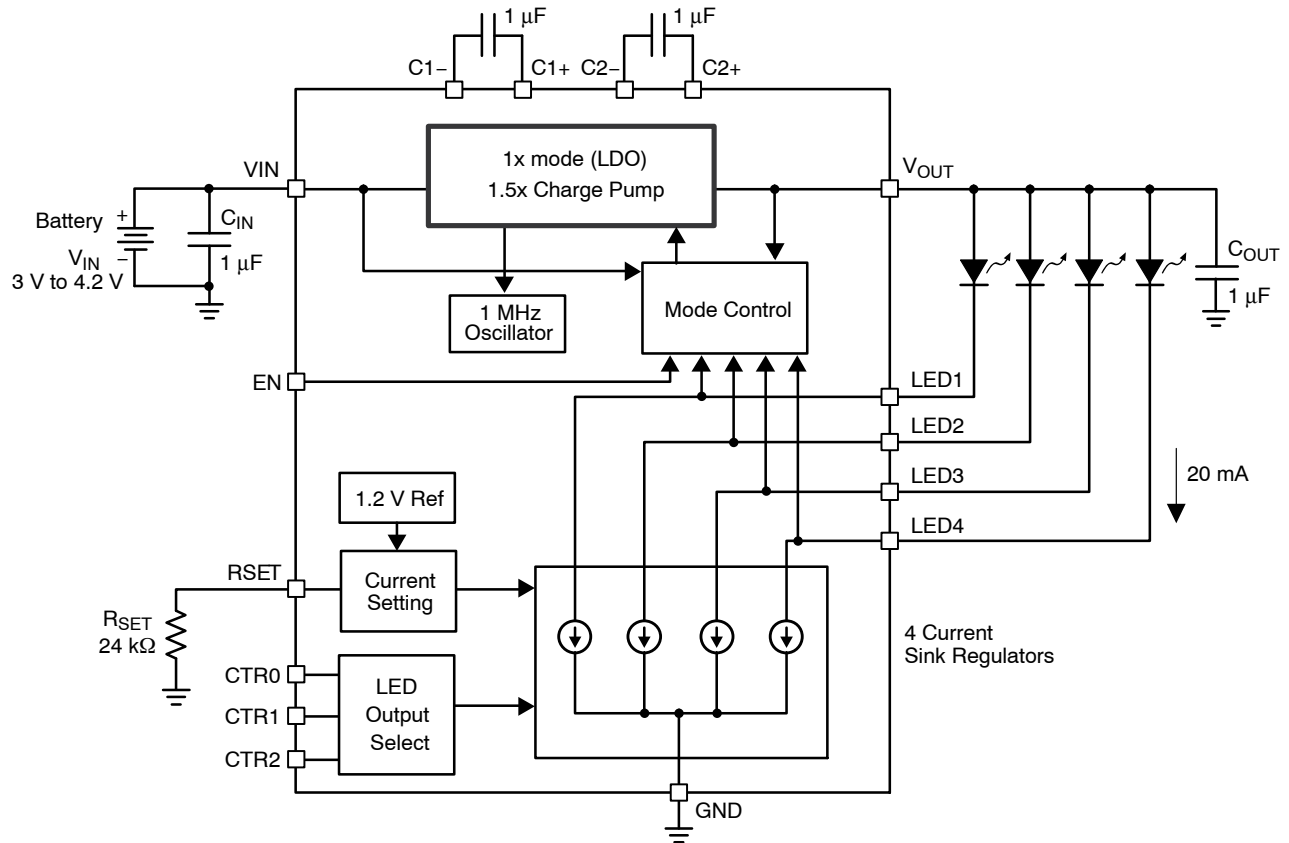 1 μF
1 μF
C1−
C1+
C2−
C2+
VIN
1x mode (LDO)
1.5x Charge Pump
VOUT
Battery
+
−
VIN
3 V to 4.2 V
CIN
1 μF
1 MHz
Oscillator
Mode Control
COUT
1 μF
EN
LED1
LED2
LED3
LED4
20 mA
1.2 V Ref
RSET
Current
Setting
RSET
24 kΩ
4 Current
Sink Regulators
CTR0
CTR1
CTR2
LED
Output
Select
GND